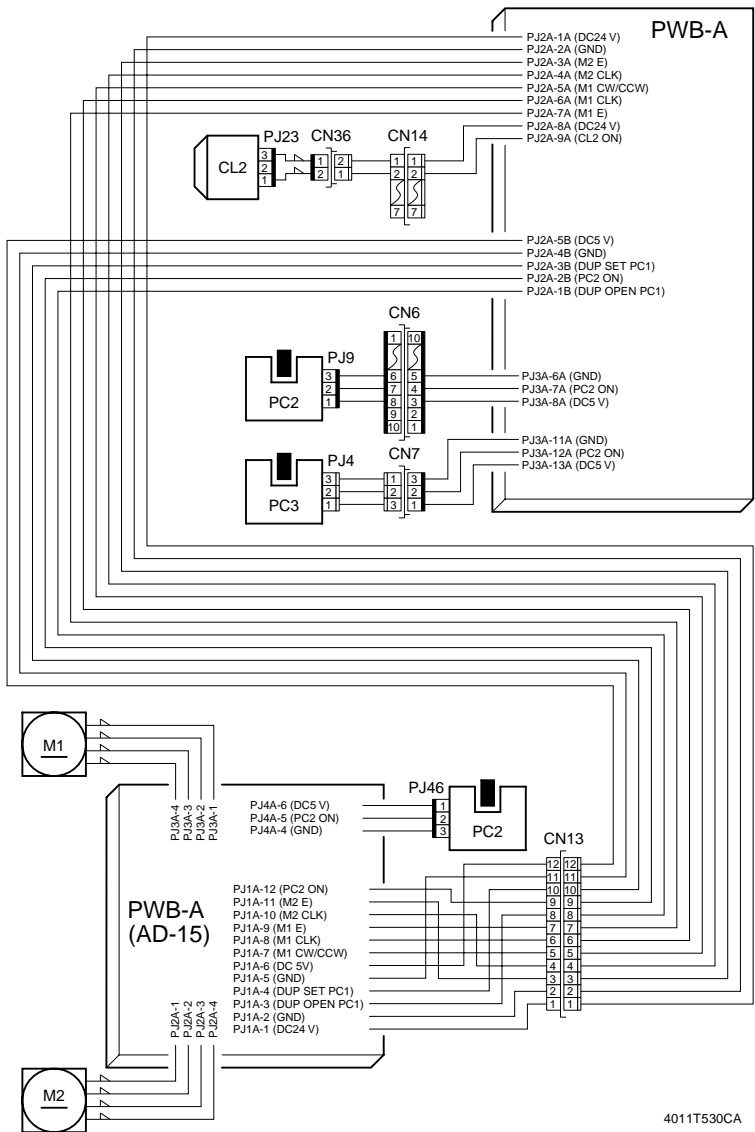 PWB-A
PJ2A-1A (DC24 V)
PJ2A-2A (GND)
PJ2A-3A (M2 E)
PJ2A-4A (M2 CLK)
PJ2A-5A (M1 CW/CCW)
PJ2A-6A (M1 CLK)
PJ2A-7A (M1 E)
PJ2A-8A (DC24 V)
PJ2A-9A (CL2 ON)
PJ23 CN36 CN14
CL2
3 1 2 1 1
2 2 1 2 2
1
7 7
PJ2A-5B (DC5 V)
PJ2A-4B (GND)
PJ2A-3B (DUP SET PC1)
PJ2A-2B (PC2 ON)
PJ2A-1B (DUP OPEN PC1)
CN6
PJ9
PC2
1 10
3 6 5
2 7 4
1 8 3
9 2
10 1
PJ3A-6A (GND)
PJ3A-7A (PC2 ON)
PJ3A-8A (DC5 V)
PJ4 CN7
PC3
3 1 3
2 2 2
1 3 1
PJ3A-11A (GND)
PJ3A-12A (PC2 ON)
PJ3A-13A (DC5 V)
M1
PJ3A-4
PJ3A-3
PJ3A-2
PJ3A-1
PJ4A-6 (DC5 V)
PJ4A-5 (PC2 ON)
PJ4A-4 (GND)
PJ46
1
2
3
PC2
CN13
12 12
11 11
10 10
9 9
8 8
7 7
6 6
5 5
4 4
3 3
2 2
1 1
PWB-A
(AD-15)
PJ1A-12 (PC2 ON)
PJ1A-11 (M2 E)
PJ1A-10 (M2 CLK)
PJ1A-9 (M1 E)
PJ1A-8 (M1 CLK)
PJ1A-7 (M1 CW/CCW)
PJ1A-6 (DC 5V)
PJ1A-5 (GND)
PJ1A-4 (DUP SET PC1)
PJ1A-3 (DUP OPEN PC1)
PJ1A-2 (GND)
PJ1A-1 (DC24 V)
PJ2A-1
PJ2A-2
PJ2A-3
PJ2A-4
M2
4011T530CA